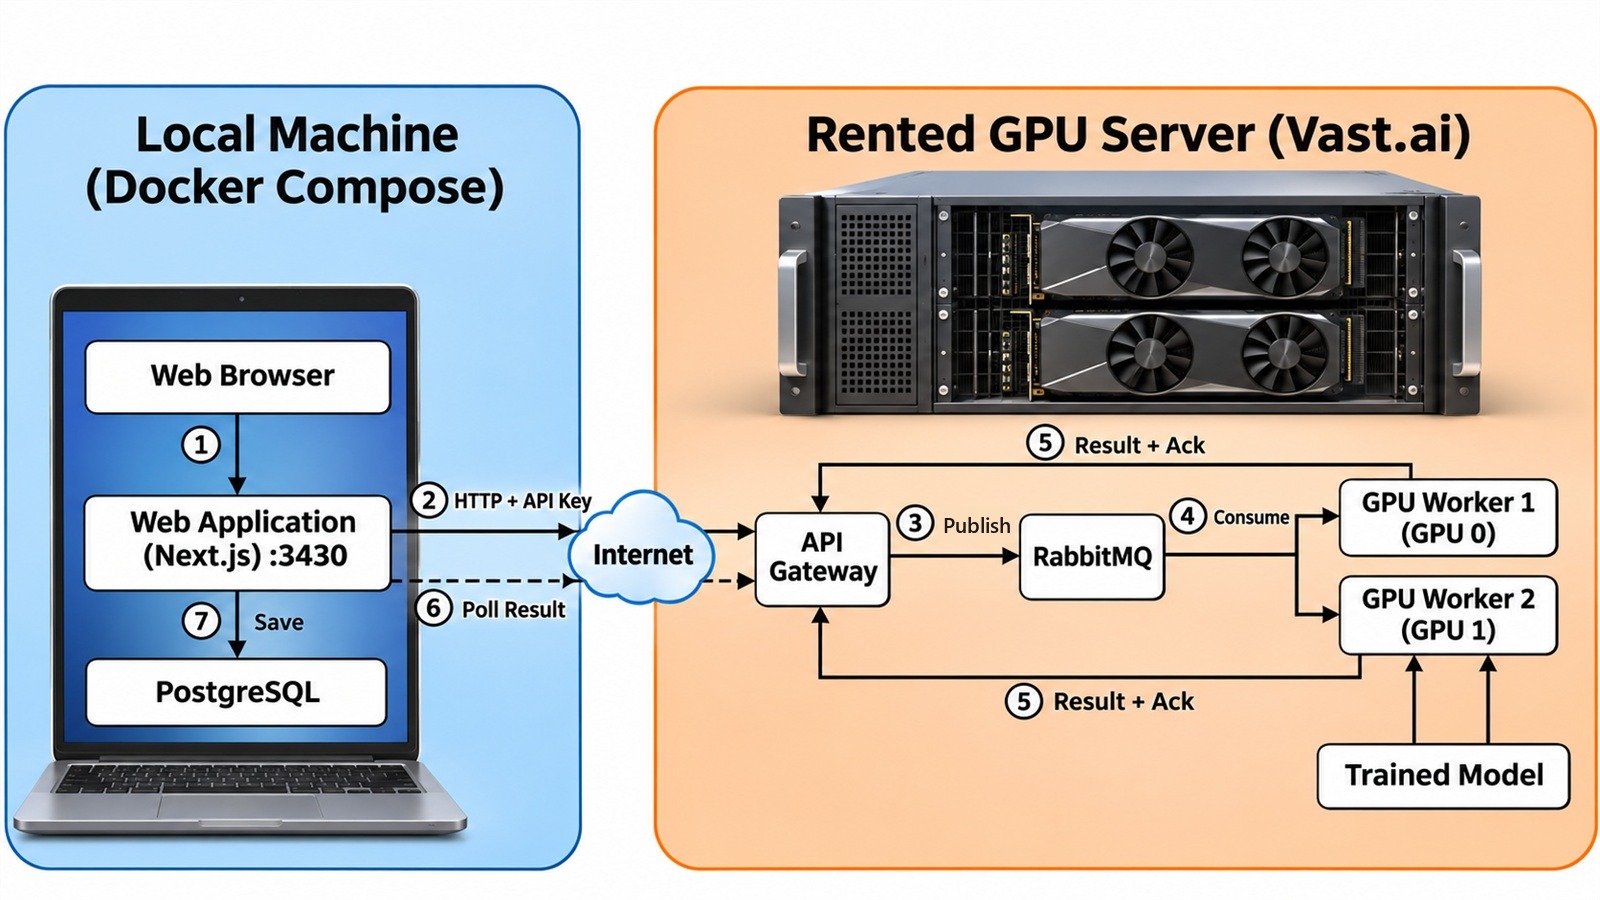 Local Machine
(Docker Compose)
Web Browser
1
Web Application
(Next.js) :3430
7 Save
PostgreSQL
2 HTTP + API Key
6 Poll Result
Internet
Rented GPU Server (Vast.ai)
5 Result + Ack
API
Gateway
3 Publish
RabbitMQ
4 Consume
GPU Worker 1
(GPU 0)
GPU Worker 2
(GPU 1)
5 Result + Ack
Trained Model